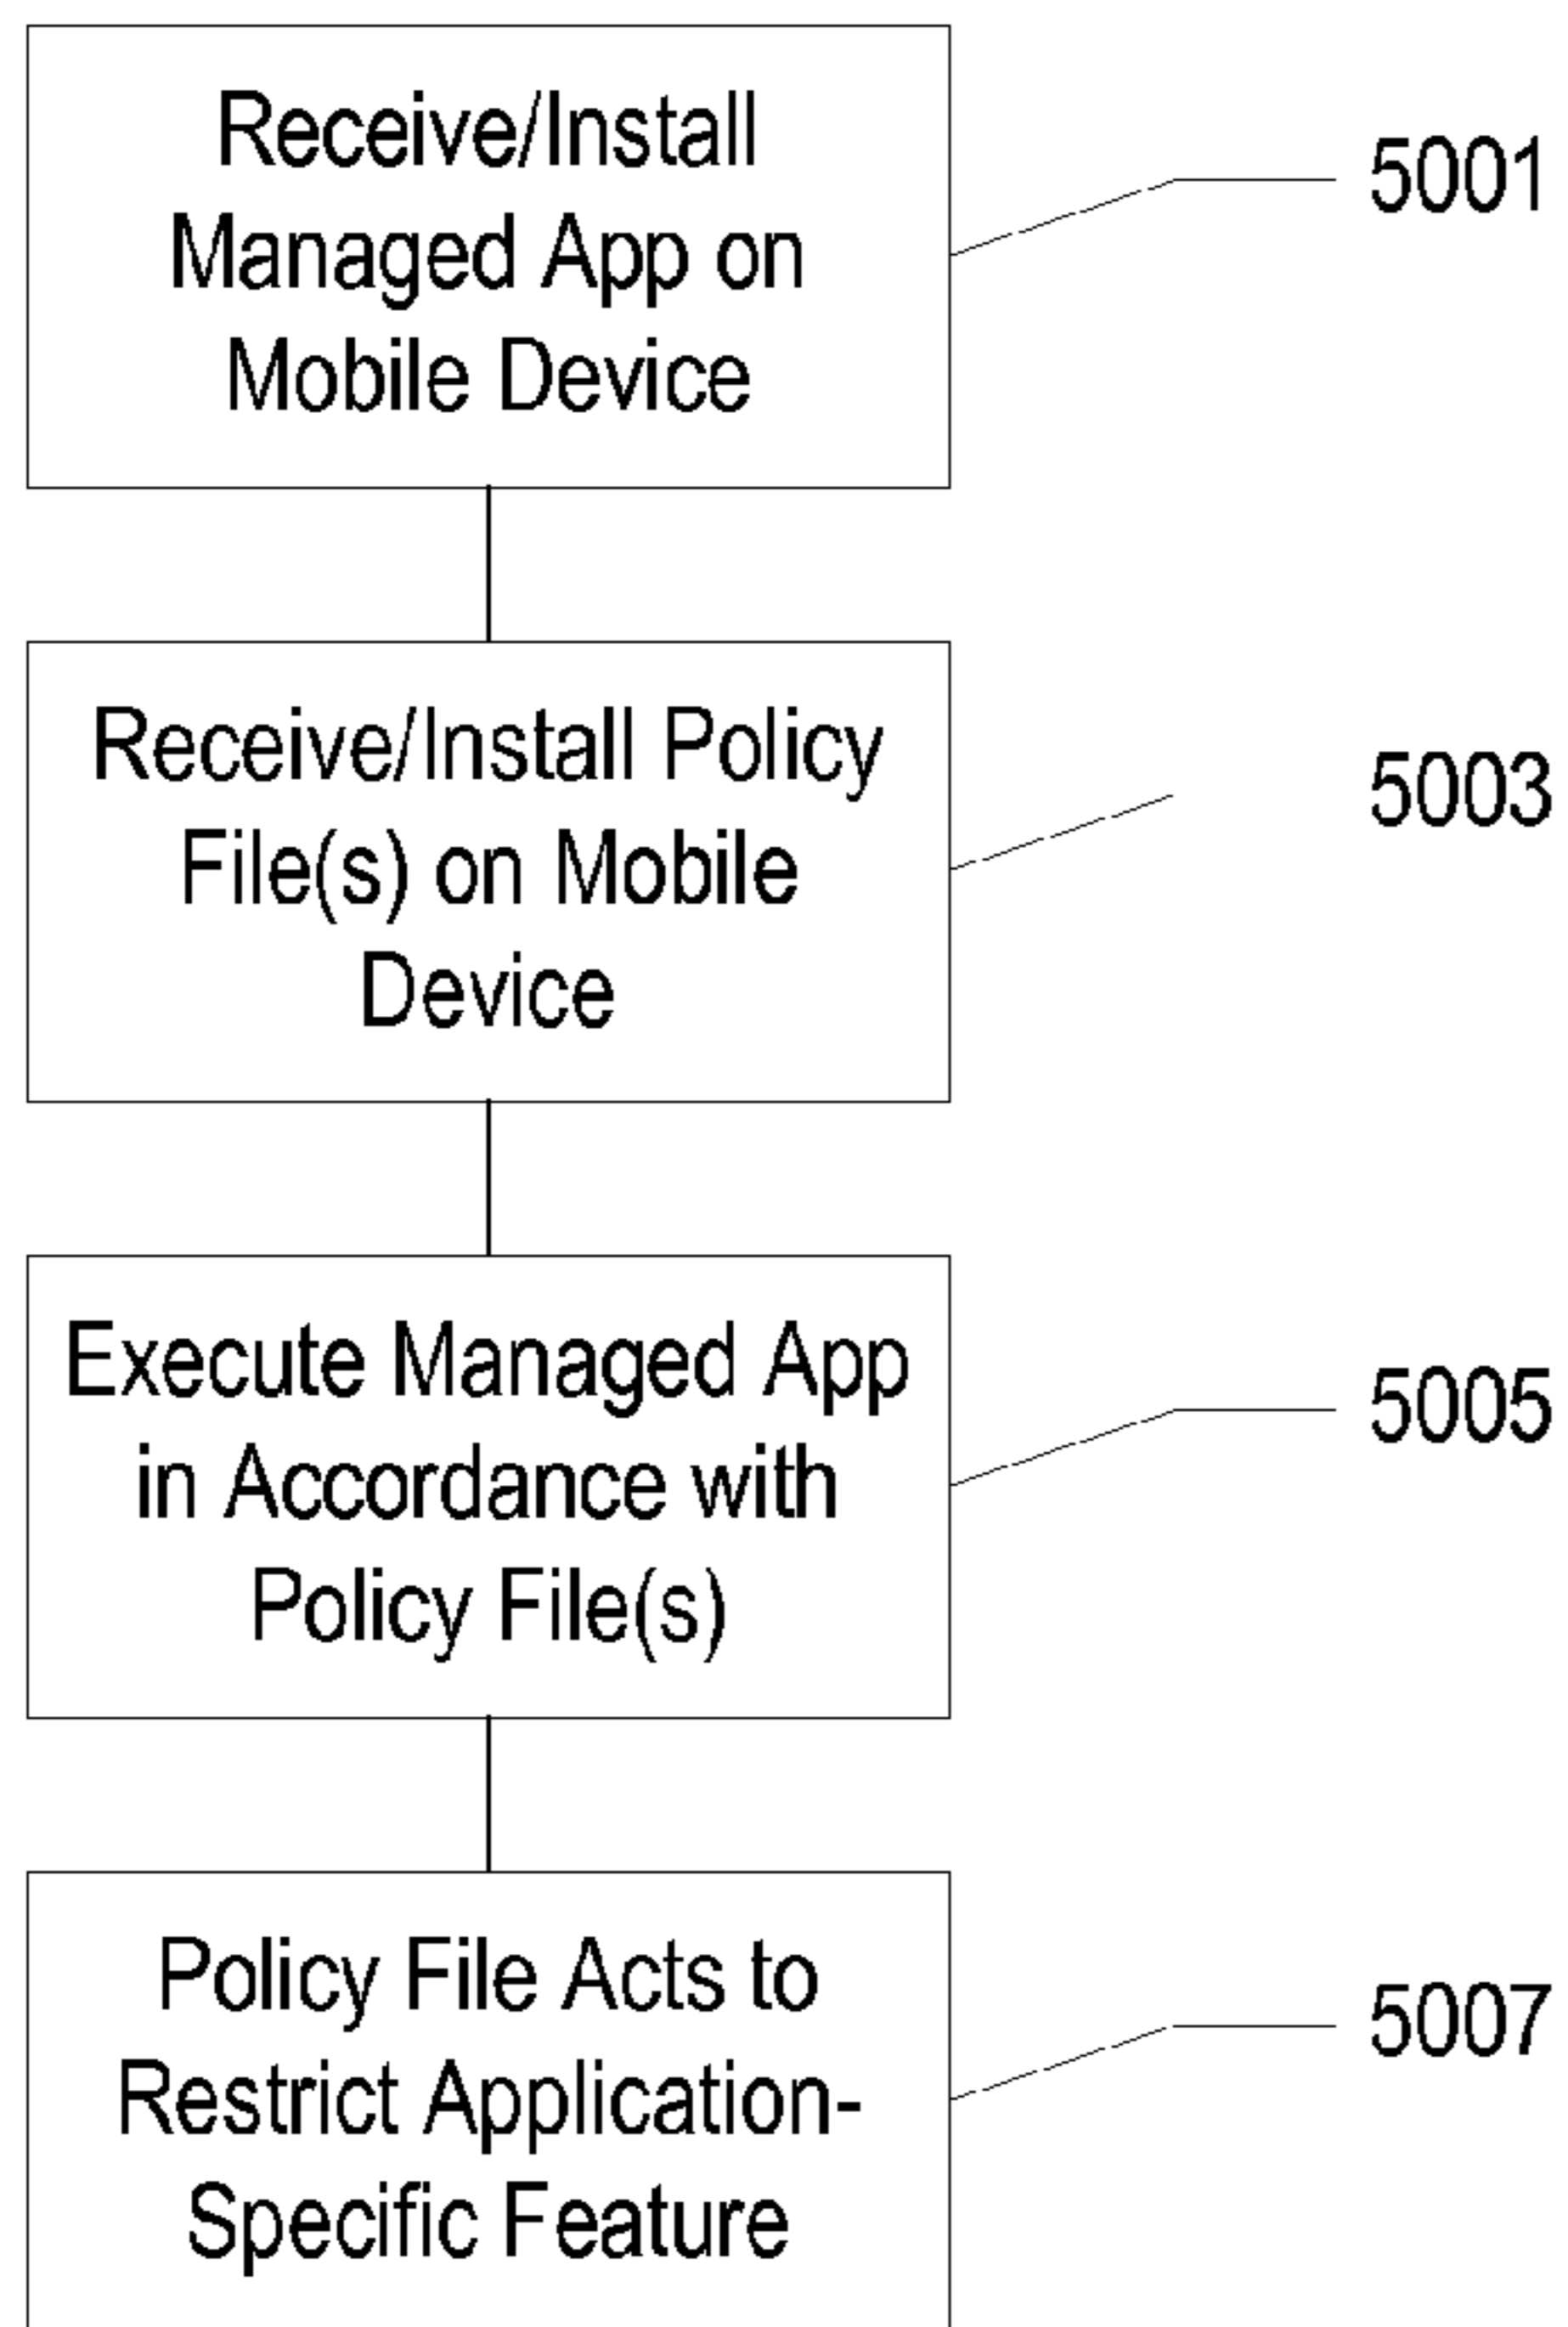 Receive/Install
Managed App on
Mobile Device
5001
Receive/Install Policy
File(s) on Mobile
Device
5003
Execute Managed App
in Accordance with
Policy File(s)
5005
Policy File Acts to
Restrict Application-
Specific Feature
5007